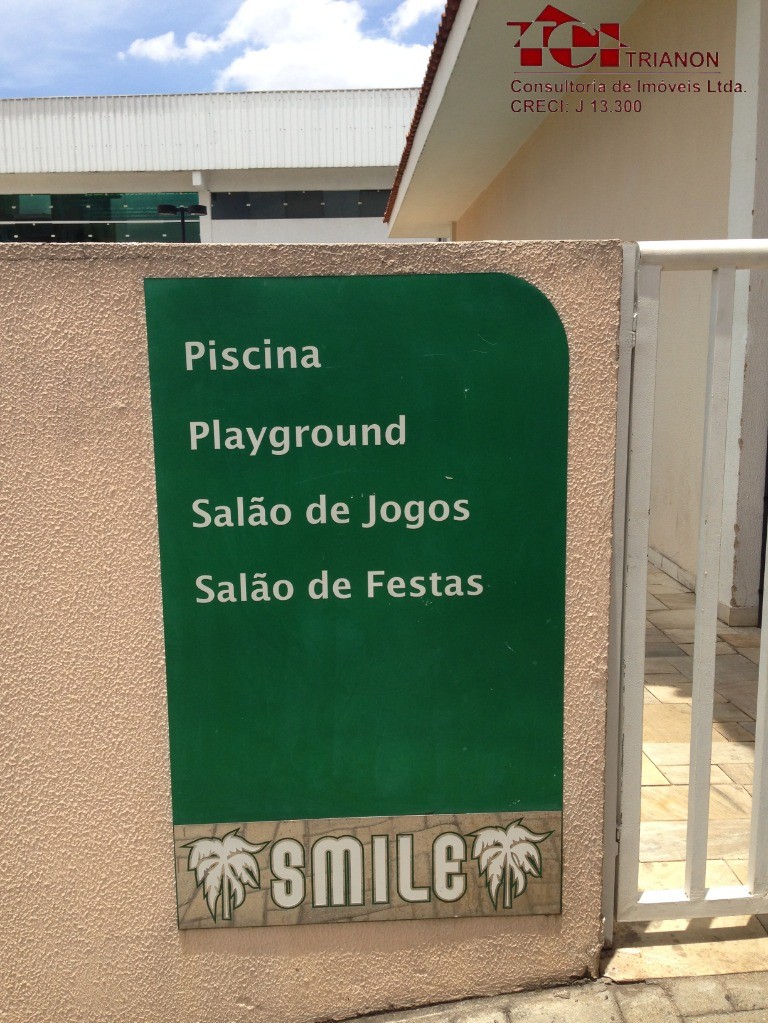 TCI TRIANON
Consultoria de Imóveis Ltda.
CRECI: J 13.300
Piscina
Playground
Salão de Jogos
Salão de Festas
SMILE